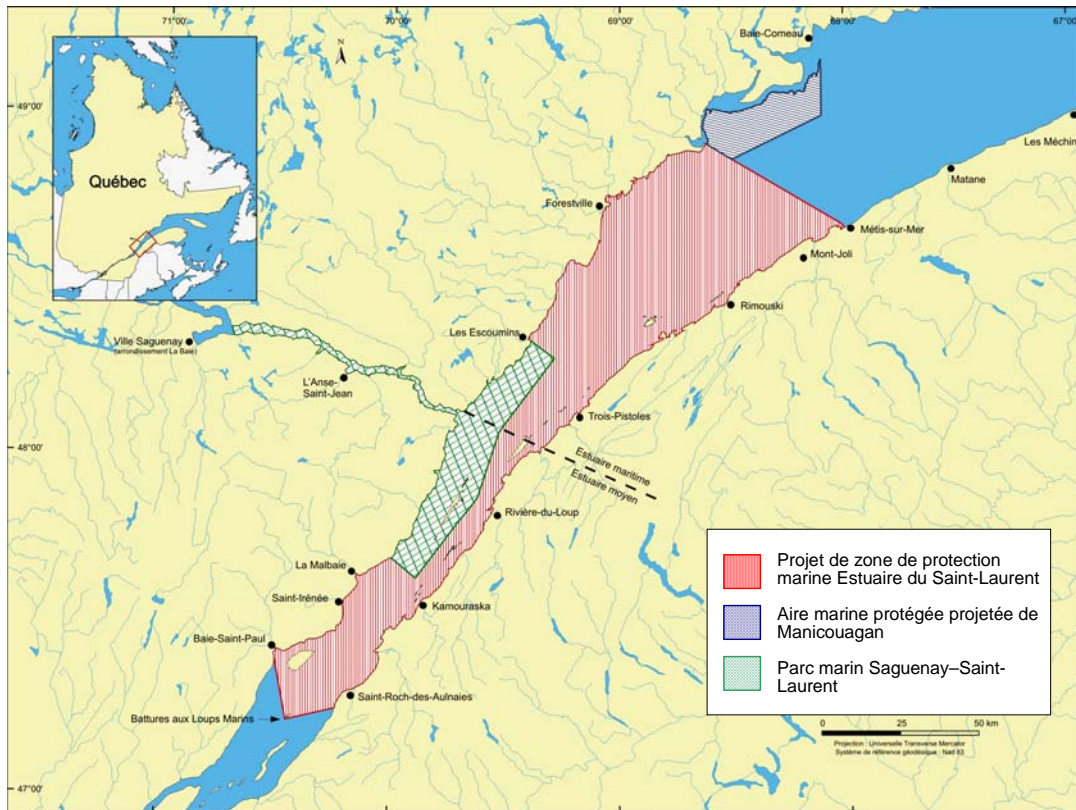 71°00' 70°00' 69°00' 68°00' 67°00'
N
Baie-Comeau
49°00'
Les Méchin
Matane
Québec
Forestville
Métis-sur-Mer
Mont-Joli
Rimouski
Les Escoumins
Ville Saguenay
(arrondissement La Baie)
L'Anse-
Saint-Jean
Trois-Pistoles
48°00'
Estuaire maritime
Estuaire moyen
Rivière-du-Loup
La Malbaie
Saint-Irénée
Kamouraska
Baie-Saint-Paul
Saint-Roch-des-Aulnaies
Battures aux Loups Marins
47°00'
Projet de zone de protection
marine Estuaire du Saint-Laurent
Aire marine protégée projetée de
Manicouagan
Parc marin Saguenay–Saint-
Laurent
0 25 50 km
Projection : Universelle Transverse Mercator
Système de référence géodésique : Nad 83